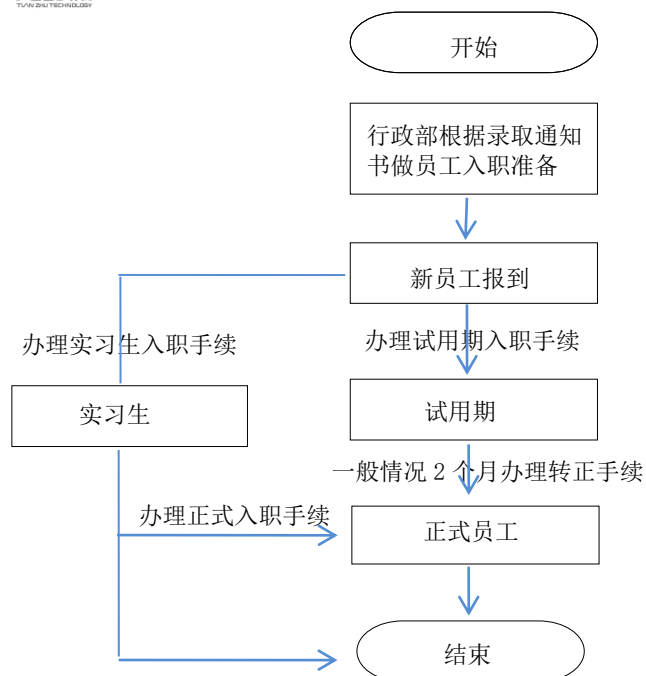 TIAN ZHU TECHNOLOGY
开始
行政部根据录取通知
书做员工入职准备
新员工报到
办理实习生入职手续
办理试用期入职手续
实习生
试用期
一般情况 2 个月办理转正手续
办理正式入职手续
正式员工
结束